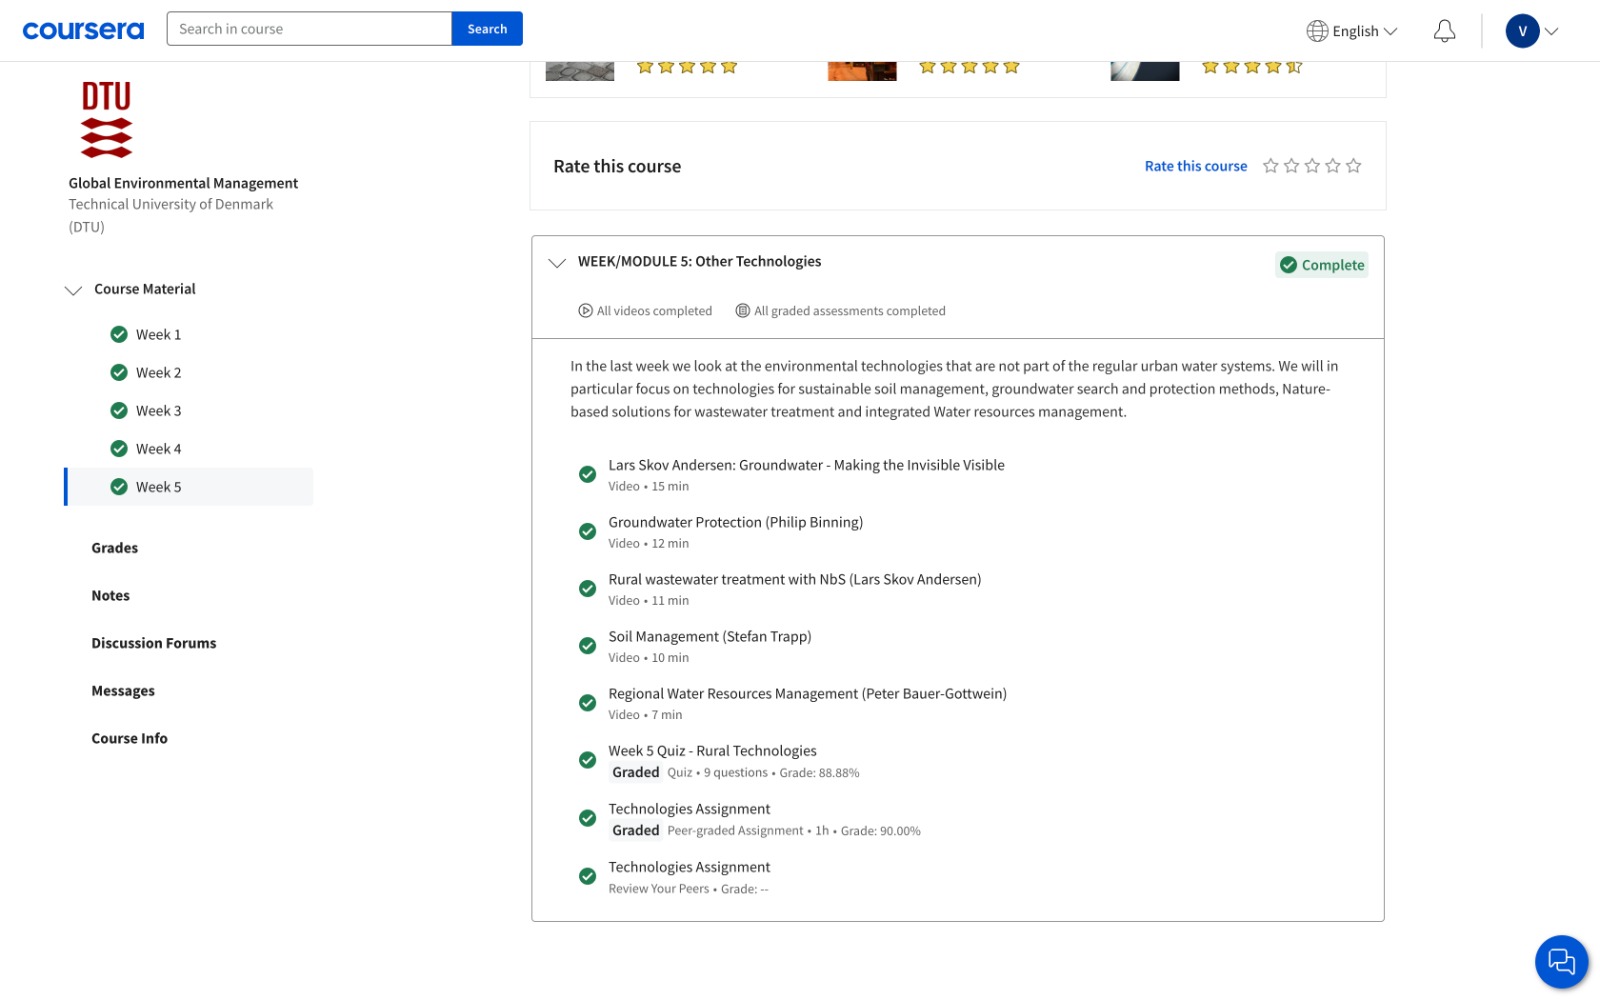 coursera
Search in course
Search
English
V
DTU
Global Environmental Management
Technical University of Denmark
(DTU)
Course Material
Week 1
Week 2
Week 3
Week 4
Week 5
Grades
Notes
Discussion Forums
Messages
Course Info
Rate this course
Rate this course
WEEK/MODULE 5: Other Technologies
Complete
All videos completed
All graded assessments completed
In the last week we look at the environmental technologies that are not part of the regular urban water systems. We will in
particular focus on technologies for sustainable soil management, groundwater search and protection methods, Nature-
based solutions for wastewater treatment and integrated Water resources management.
Lars Skov Andersen: Groundwater - Making the Invisible Visible
Video • 15 min
Groundwater Protection (Philip Binning)
Video • 12 min
Rural wastewater treatment with NbS (Lars Skov Andersen)
Video • 11 min
Soil Management (Stefan Trapp)
Video • 10 min
Regional Water Resources Management (Peter Bauer-Gottwein)
Video • 7 min
Week 5 Quiz - Rural Technologies
Graded Quiz • 9 questions • Grade: 88.88%
Technologies Assignment
Graded Peer-graded Assignment • 1h • Grade: 90.00%
Technologies Assignment
Review Your Peers • Grade: --